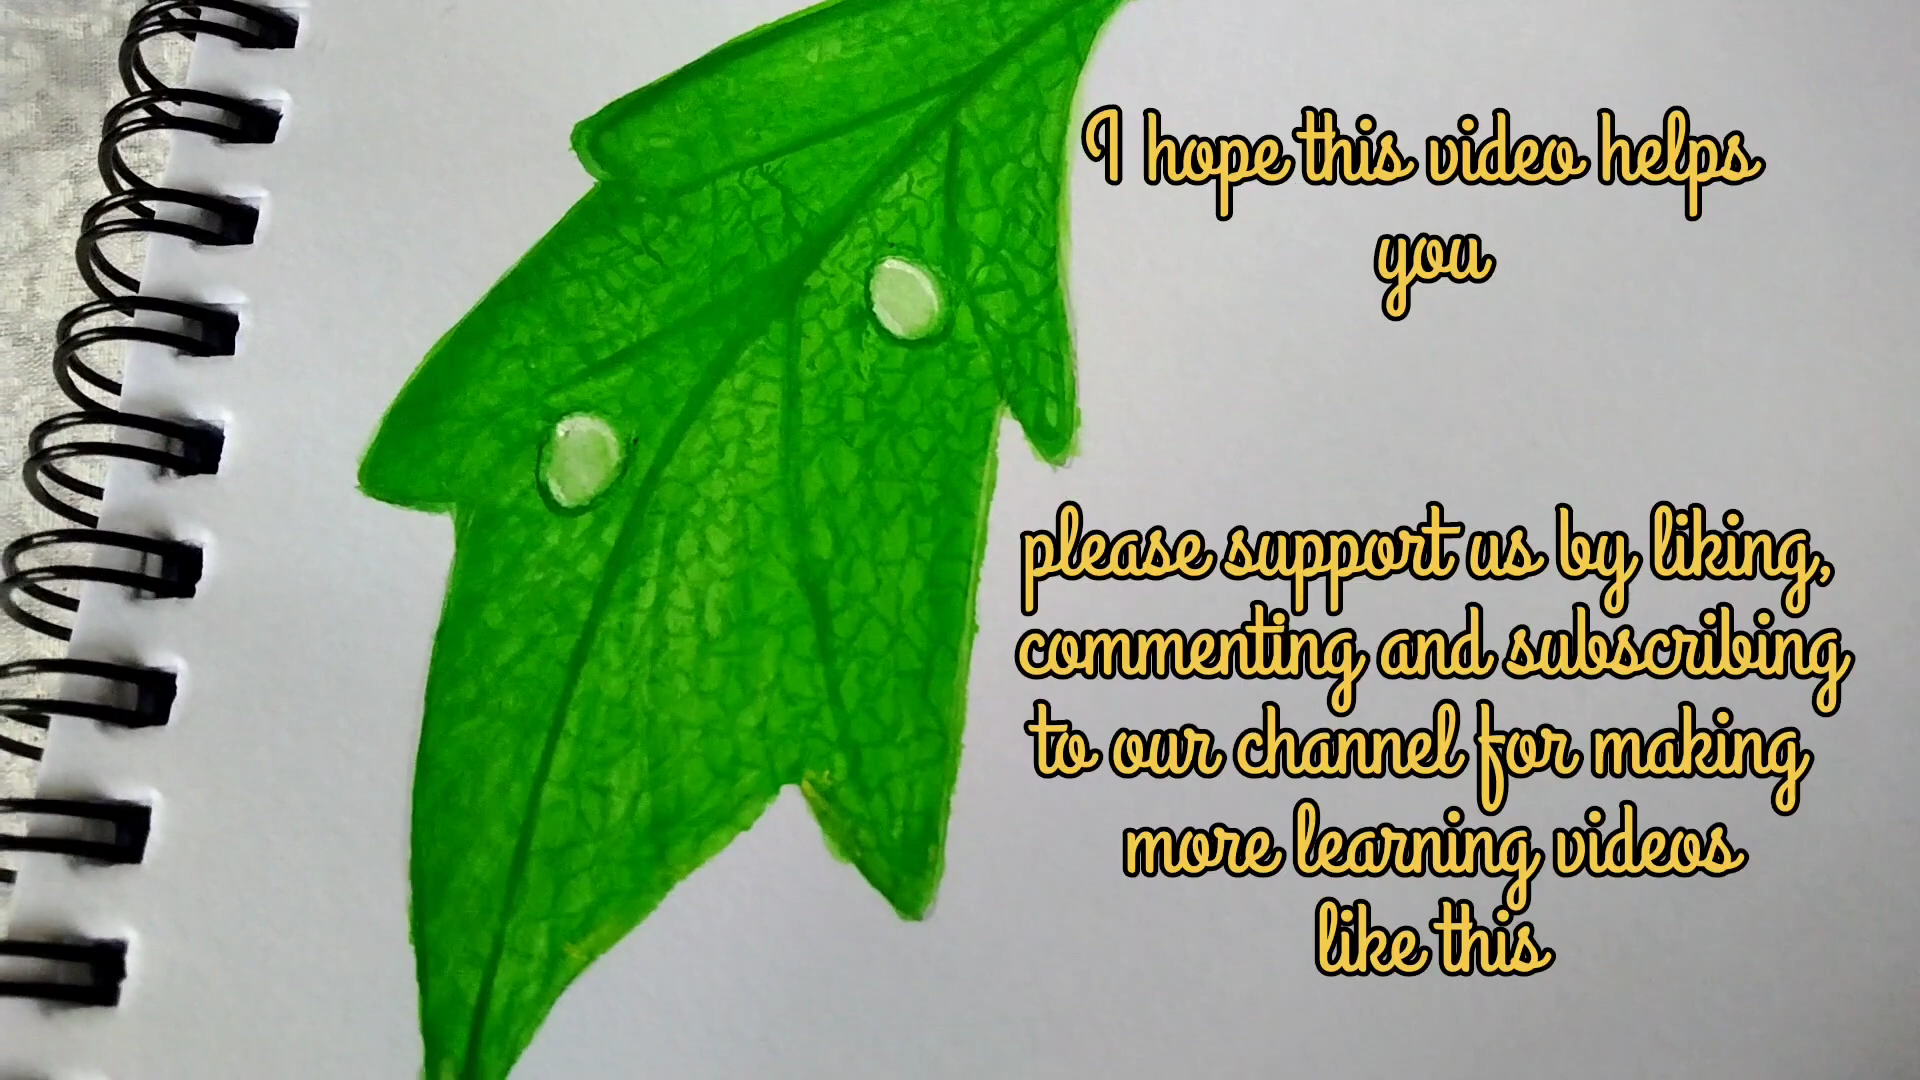 I hope this video helps
you
please support us by liking,
commenting and subscribing
to our channel for making
more learning videos
like this